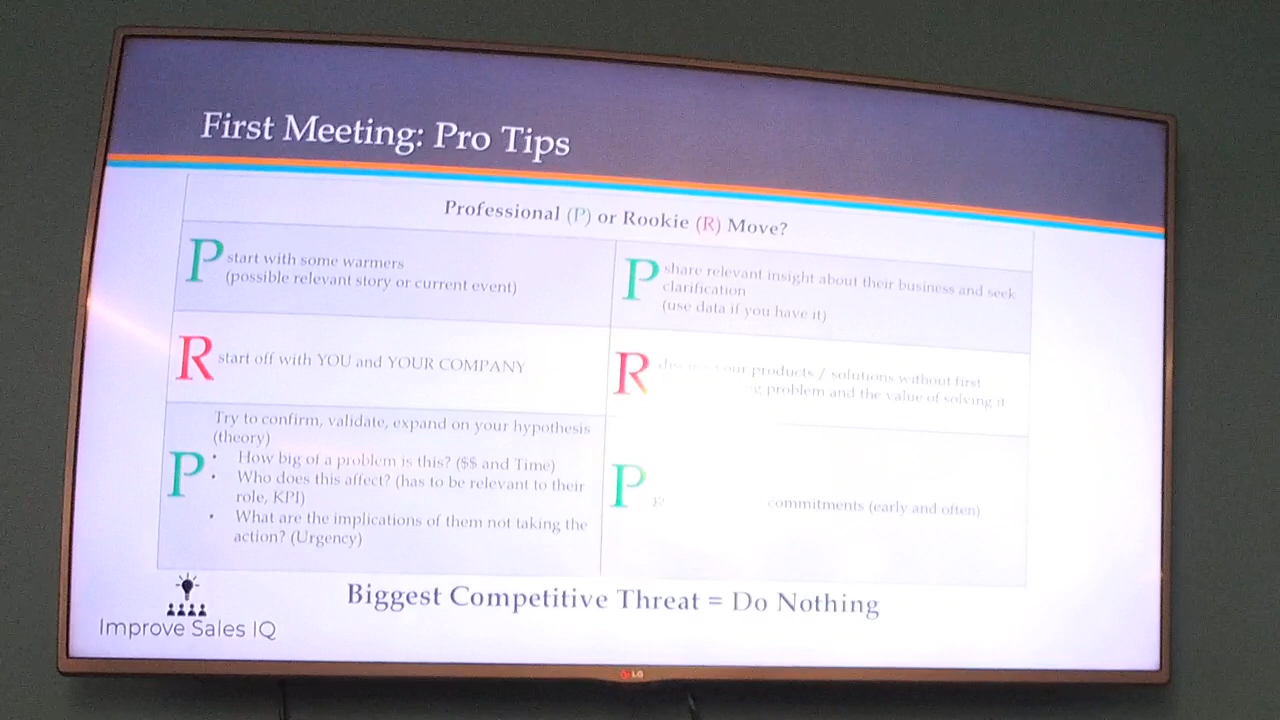 First Meeting: Pro Tips
Professional (P) or Rookie (R) Move?
P start with some warmers
(possible relevant story or current event)
P share relevant insight about their business and seek
clarification
(use data if you have it)
R start off with YOU and YOUR COMPANY
R your products / solutions without first
problem and the value of solving it
Try to confirm, validate, expand on your hypothesis
(theory)
P
• How big of a problem is this? ($$ and Time)
• Who does this affect? (has to be relevant to their
role, KPI)
• What are the implications of them not taking the
action? (Urgency)
P commitments (early and often)
Biggest Competitive Threat = Do Nothing
Improve Sales IQ
LG